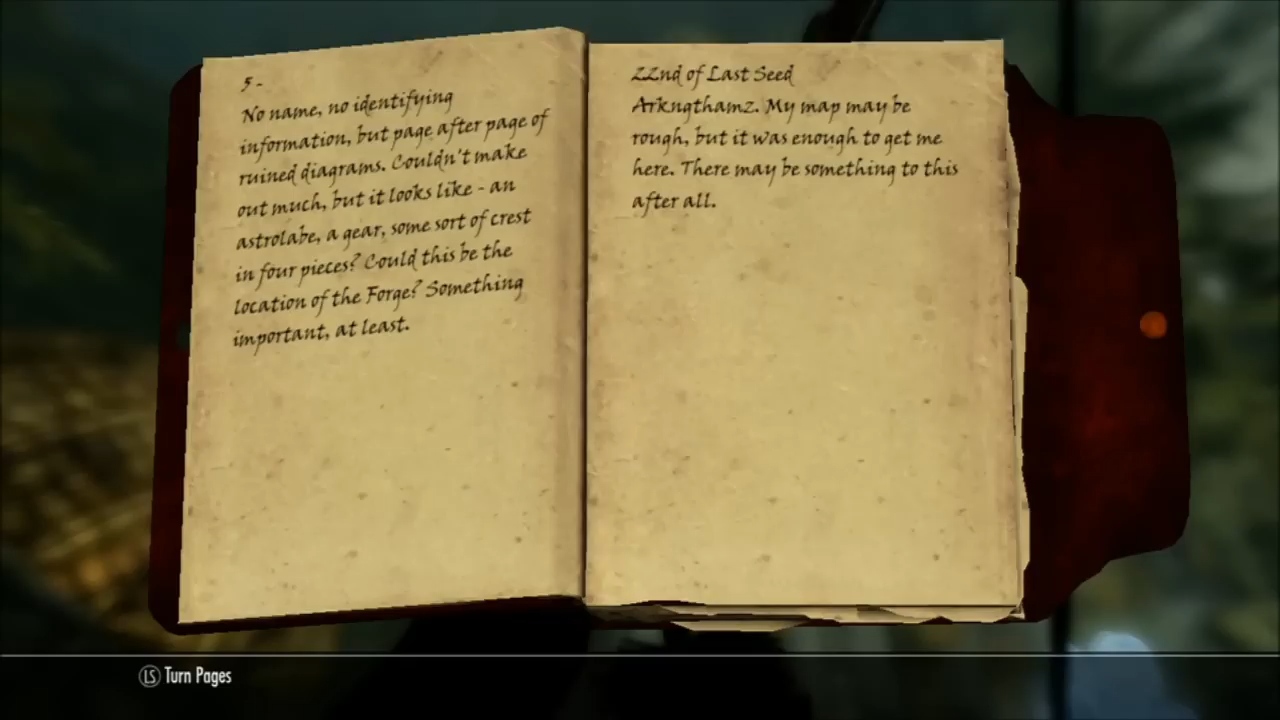 5 -
No name, no identifying
information, but page after page of
ruined diagrams. Couldn't make
out much, but it looks like - an
astrolabe, a gear, some sort of crest
in four pieces? Could this be the
location of the Forge? Something
important, at least.
22nd of Last Seed
Arkngthamz. My map may be
rough, but it was enough to get me
here. There may be something to this
after all.
LS Turn Pages